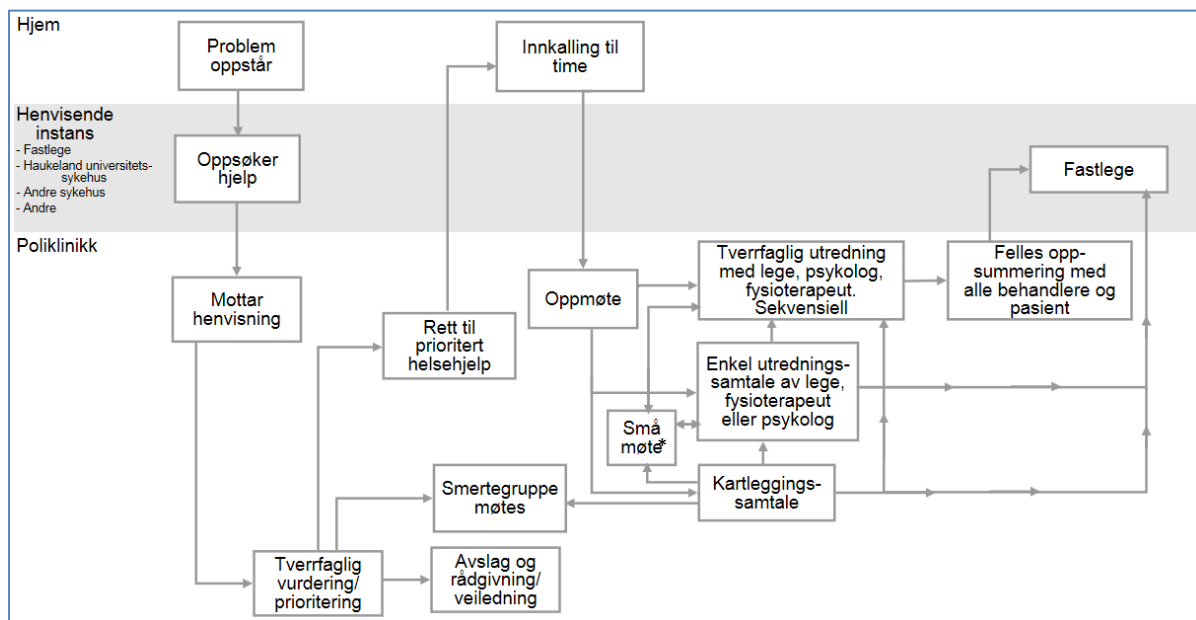 Hjem
Problem
oppstår
Innkalling til
time
Henvisende
instans
- Fastlege
- Haukeland universitets-
sykehus
- Andre sykehus
- Andre
Oppsøker
hjelp
Fastlege
Poliklinikk
Mottar
henvisning
Rett til
prioritert
helsehjelp
Oppmøte
Tverrfaglig utredning
med lege, psykolog,
fysioterapeut.
Sekvensiell
Felles opp-
summering med
alle behandlere og
pasient
Enkel utrednings-
samtale av lege,
fysioterapeut
eller psykolog
Små
møte*
Kartleggings-
samtale
Smertegruppe
møtes
Tverrfaglig
vurdering/
prioritering
Avslag og
rådgivning/
veiledning